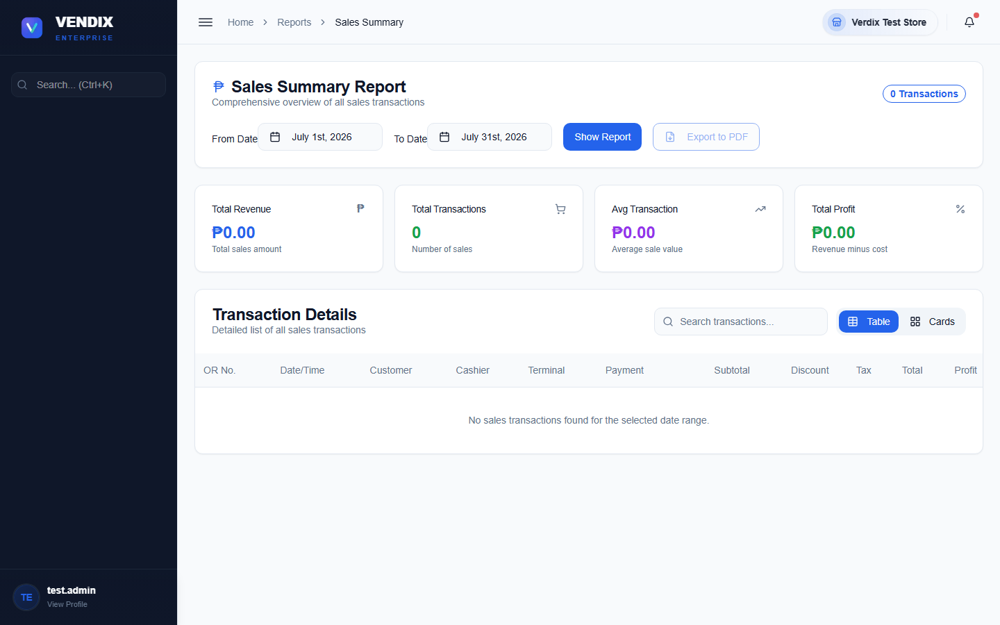 VENDIX
ENTERPRISE
Search... (Ctrl+K)
test.admin
View Profile
TE
Home > Reports > Sales Summary
Verdix Test Store
₱ Sales Summary Report
Comprehensive overview of all sales transactions
0 Transactions
From Date July 1st, 2026 To Date July 31st, 2026 Show Report Export to PDF
Total Revenue ₱
₱0.00
Total sales amount
Total Transactions
0
Number of sales
Avg Transaction
₱0.00
Average sale value
Total Profit %
₱0.00
Revenue minus cost
Transaction Details
Detailed list of all sales transactions
Search transactions... Table Cards
OR No. Date/Time Customer Cashier Terminal Payment Subtotal Discount Tax Total Profit
No sales transactions found for the selected date range.